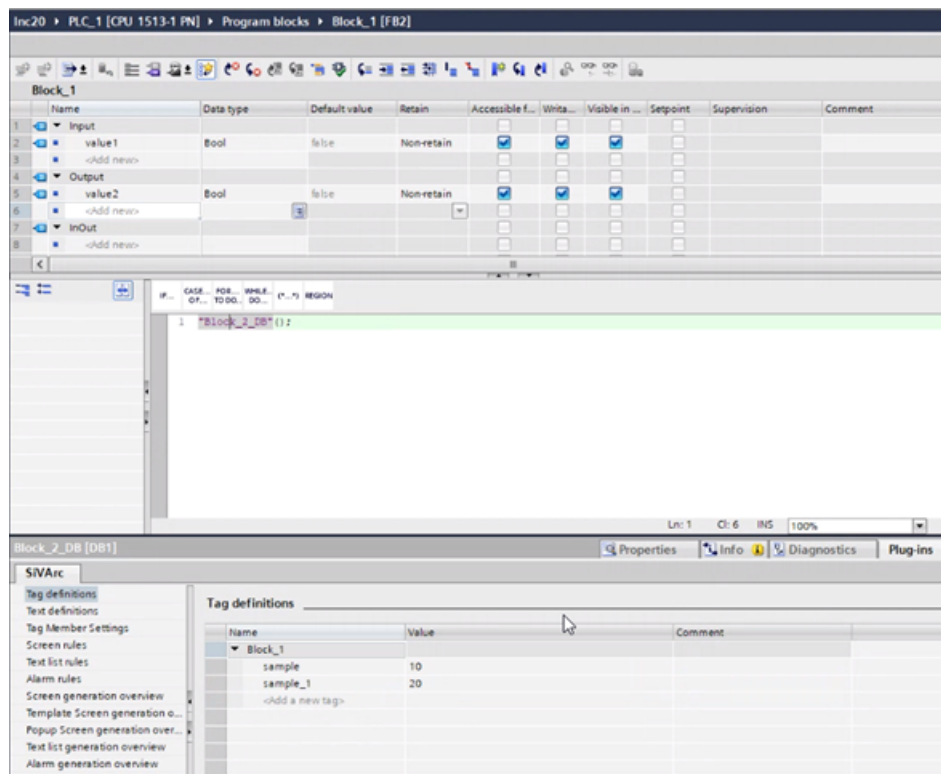 Inc20 ▸ PLC_1 [CPU 1513-1 PN] ▸ Program blocks ▸ Block_1 [FB2]
Block_1
Name Data type Default value Retain Accessible f... Writa... Visible in ... Setpoint Supervision Comment
1 Input
2 value1 Bool false Non-retain
3 <Add new>
4 Output
5 value2 Bool false Non-retain
6 <Add new>
7 InOut
8 <Add new>
IF... CASE... OF... FOR... TO DO.. WHILE.. DO... (*...*) REGION
1 "Block_2_DB"();
Ln: 1 Cl: 6 INS 100%
Block_2_DB [DB1] Properties Info Diagnostics Plug-ins
SiVArc
Tag definitions
Text definitions
Tag Member Settings
Screen rules
Text list rules
Alarm rules
Screen generation overview
Template Screen generation o...
Popup Screen generation over...
Text list generation overview
Alarm generation overview
Tag definitions
Name Value Comment
Block_1
sample 10
sample_1 20
<Add a new tag>